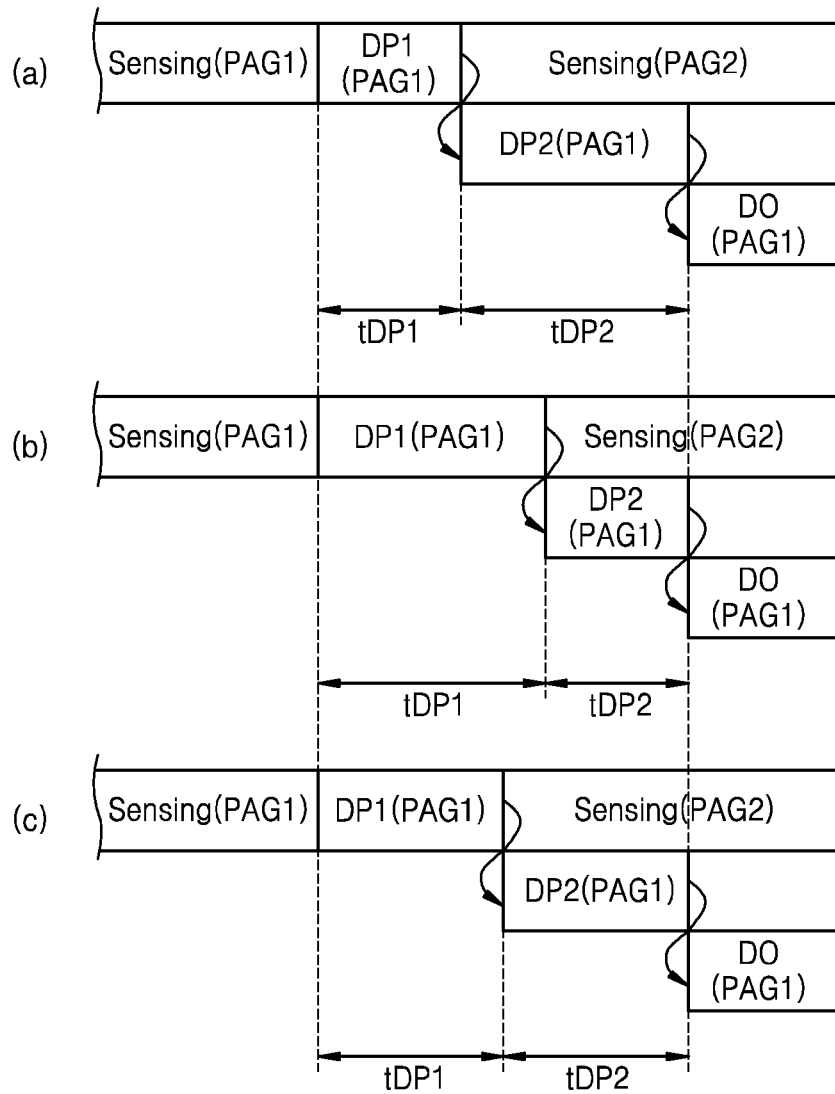 (a)
Sensing(PAG1)
DP1
(PAG1)
Sensing(PAG2)
DP2(PAG1)
DO
(PAG1)
tDP1
tDP2
(b)
Sensing(PAG1)
DP1(PAG1)
Sensing(PAG2)
DP2
(PAG1)
DO
(PAG1)
tDP1
tDP2
(c)
Sensing(PAG1)
DP1(PAG1)
Sensing(PAG2)
DP2(PAG1)
DO
(PAG1)
tDP1
tDP2